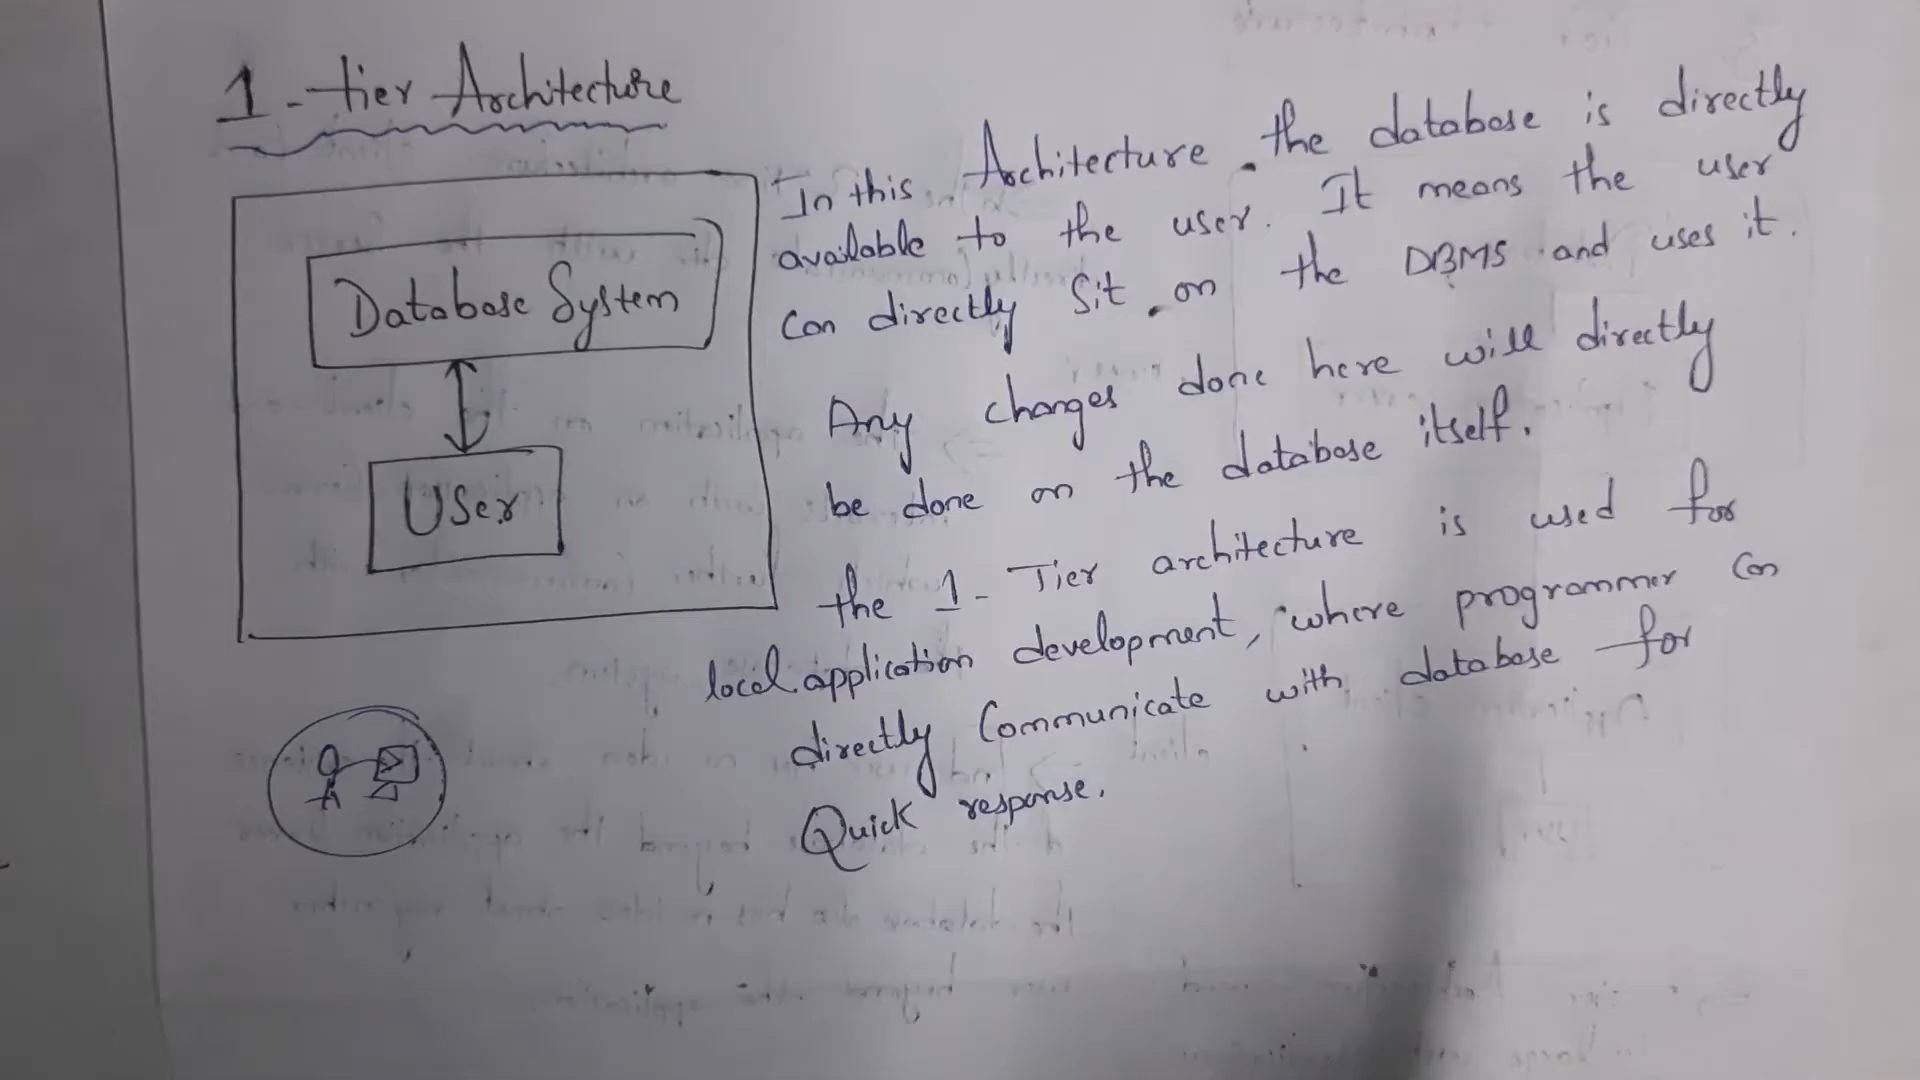 1-tier Architecture
Database System
User
In this Architecture the database is directly
available to the user. It means the user
can directly sit on the DBMS and uses it.
Any changes done here will directly
be done on the database itself.
the 1-Tier architecture is used for
local application development, where programmer can
directly Communicate with database for
Quick response.